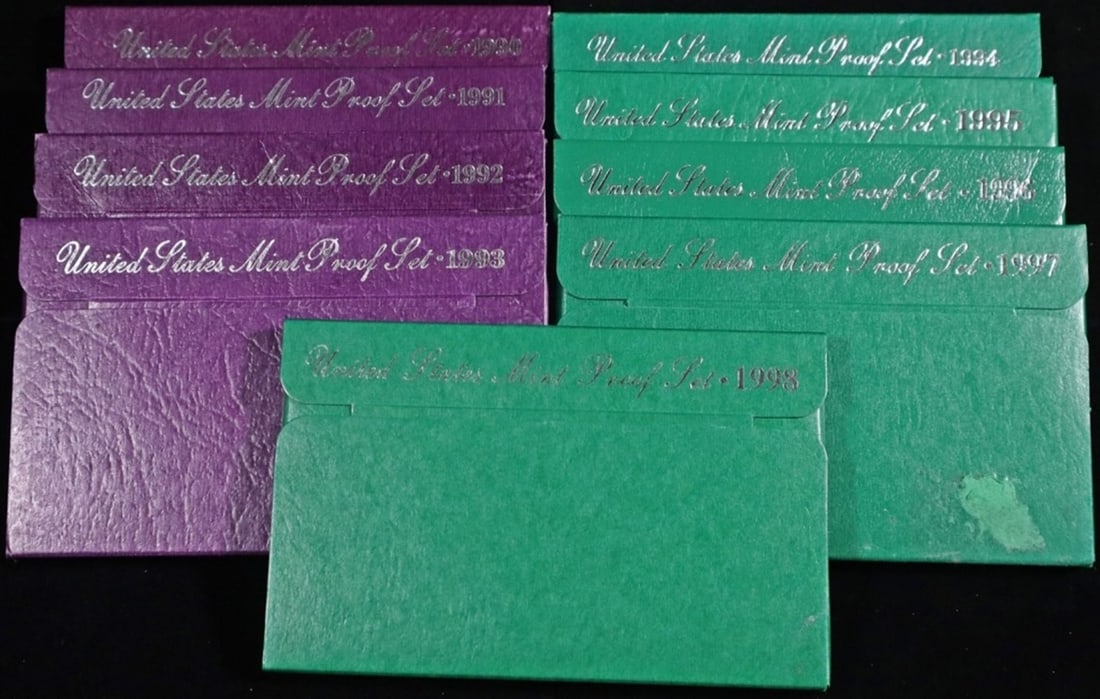 United States Mint Proof Set • 1990
United States Mint Proof Set • 1991
United States Mint Proof Set • 1992
United States Mint Proof Set • 1993
United States Mint Proof Set • 1994
United States Mint Proof Set • 1995
United States Mint Proof Set • 1996
United States Mint Proof Set • 1997
United States Mint Proof Set • 1998